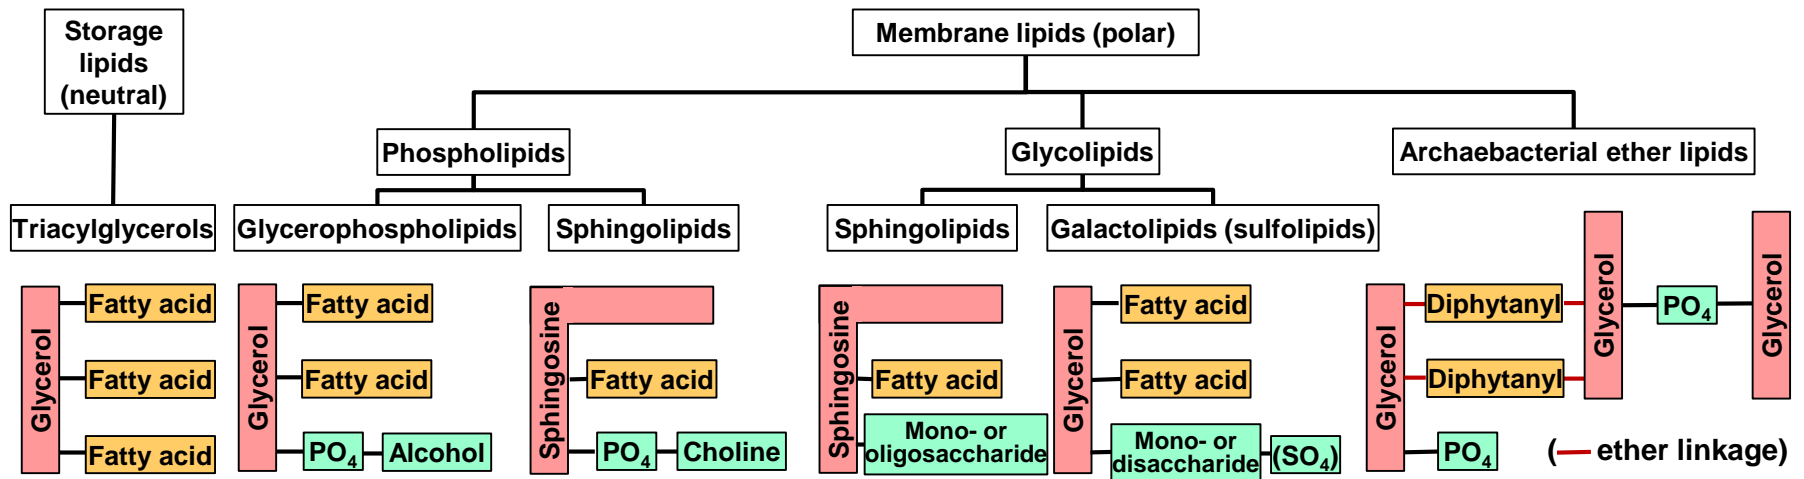 Storage
lipids
(neutral)
Membrane lipids (polar)
Phospholipids
Glycolipids
Archaebacterial ether lipids
Triacylglycerols
Glycerophospholipids
Sphingolipids
Sphingolipids
Galactolipids (sulfolipids)
Glycerol
Fatty acid
Fatty acid
Fatty acid
Glycerol
Fatty acid
Fatty acid
PO₄
Alcohol
Sphingosine
Fatty acid
PO₄
Choline
Sphingosine
Fatty acid
Mono- or
oligosaccharide
Glycerol
Fatty acid
Fatty acid
Mono- or
disaccharide
(SO₄)
Glycerol
Diphytanyl
Diphytanyl
PO₄
Glycerol
PO₄
Glycerol
(— ether linkage)